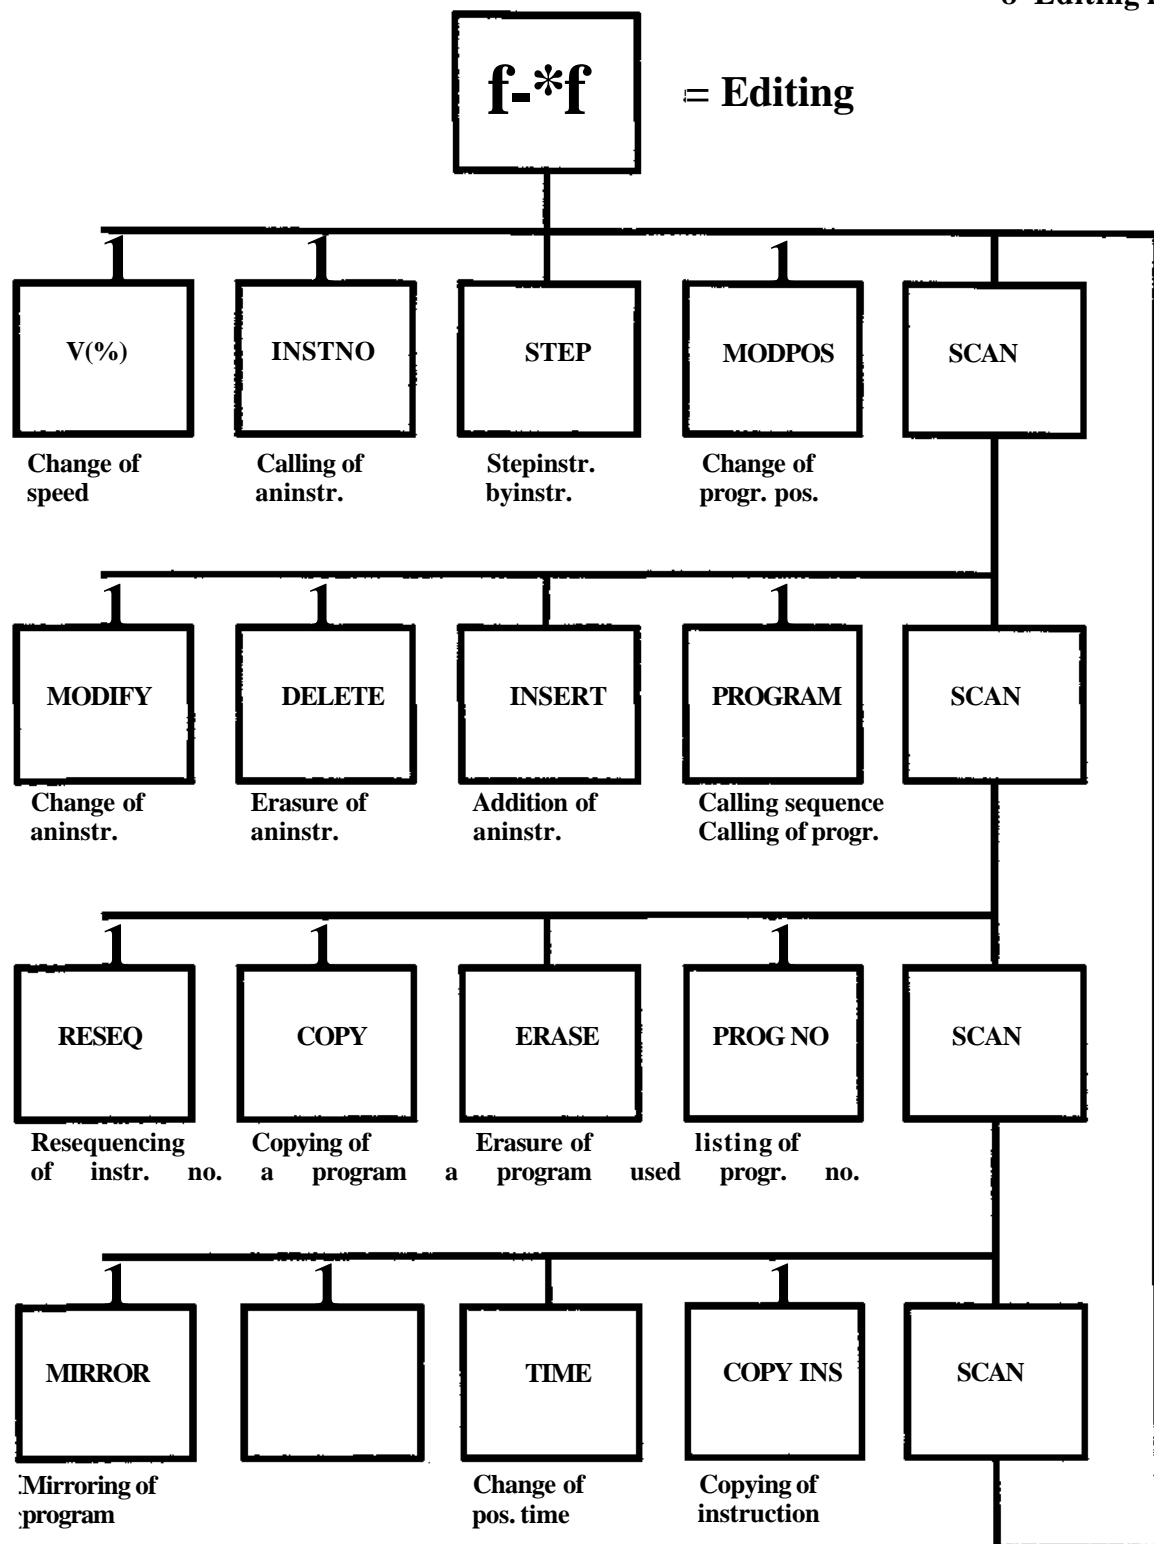 f-*f
= Editing
V(%) INSTNO STEP MODPOS SCAN
Change of Calling of Stepinstr. Change of
speed aninstr. byinstr. progr. pos.
MODIFY DELETE INSERT PROGRAM SCAN
Change of Erasure of Addition of Calling sequence
aninstr. aninstr. aninstr. Calling of progr.
RESEQ COPY ERASE PROG NO SCAN
Resequencing Copying of Erasure of listing of
of instr. no. a program a program used progr. no.
MIRROR TIME COPY INS SCAN
Mirroring of Change of Copying of
program pos. time instruction